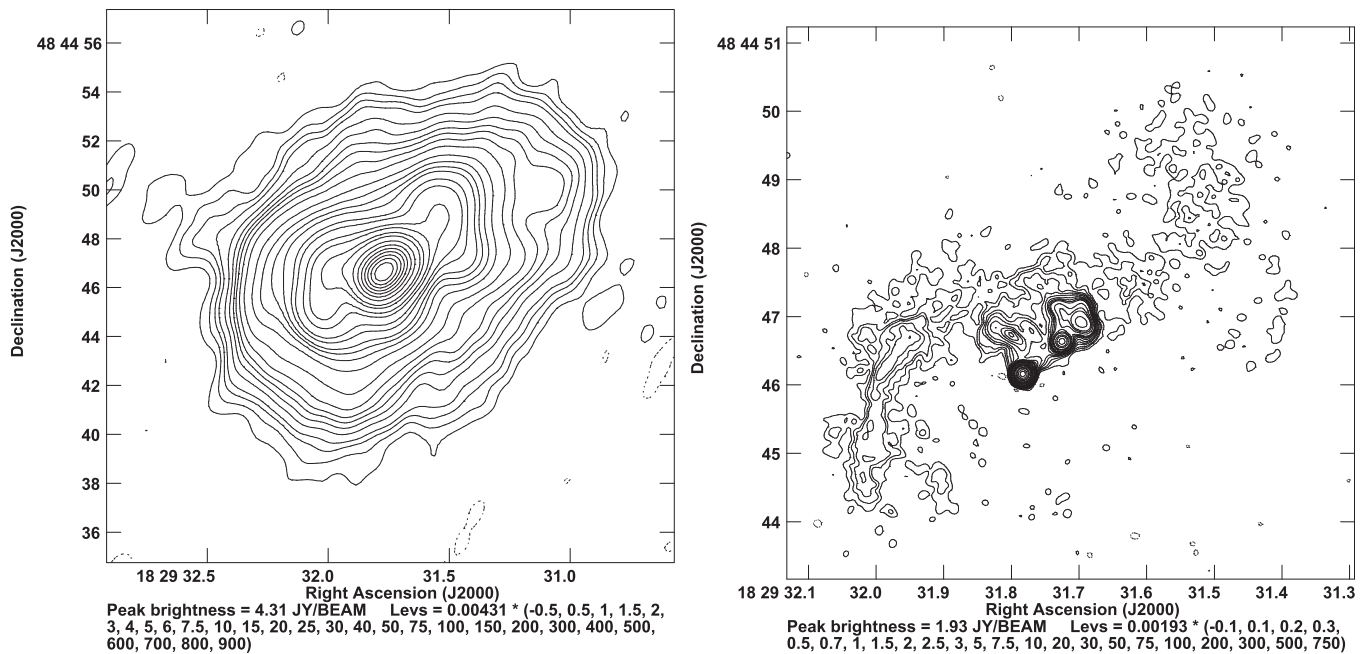 48 44 56
54
52
50
48
46
44
42
40
38
36
Declination (J2000)
18 29 32.5 32.0 31.5 31.0
Right Ascension (J2000)
Peak brightness = 4.31 JY/BEAM Levs = 0.00431 * (-0.5, 0.5, 1, 1.5, 2,
3, 4, 5, 6, 7.5, 10, 15, 20, 25, 30, 40, 50, 75, 100, 150, 200, 300, 400, 500,
600, 700, 800, 900)
48 44 51
50
49
48
47
46
45
44
Declination (J2000)
18 29 32.1 32.0 31.9 31.8 31.7 31.6 31.5 31.4 31.3
Right Ascension (J2000)
Peak brightness = 1.93 JY/BEAM Levs = 0.00193 * (-0.1, 0.1, 0.2, 0.3,
0.5, 0.7, 1, 1.5, 2, 2.5, 3, 5, 7.5, 10, 20, 30, 50, 75, 100, 200, 300, 500, 750)